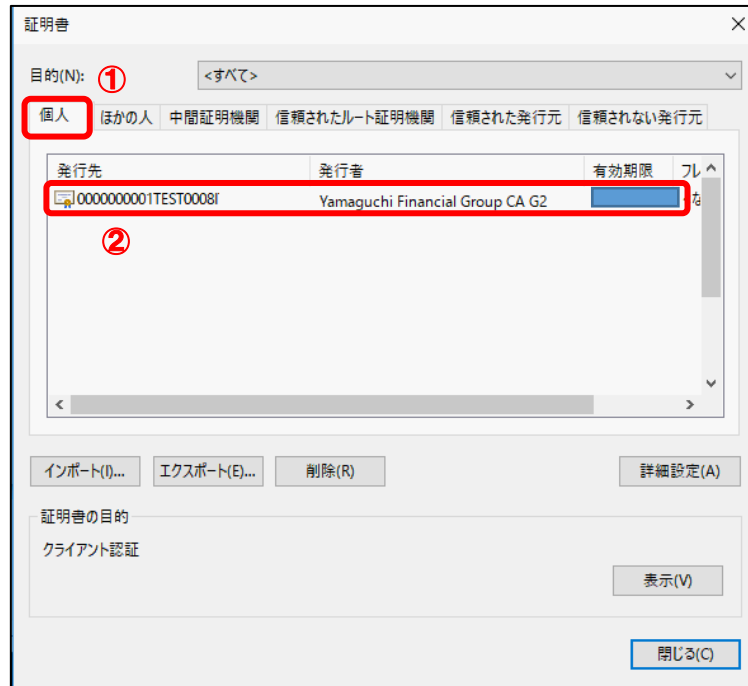 証明書
目的(N): ① <すべて>
個人 ほかの人 中間証明機関 信頼されたルート証明機関 信頼された発行元 信頼されない発行元
発行先 発行者 有効期限 フレ
0000000001TEST0008 Yamaguchi Financial Group CA G2
②
インポート(I)... エクスポート(E)... 削除(R) 詳細設定(A)
証明書の目的
クライアント認証
表示(V)
閉じる(C)